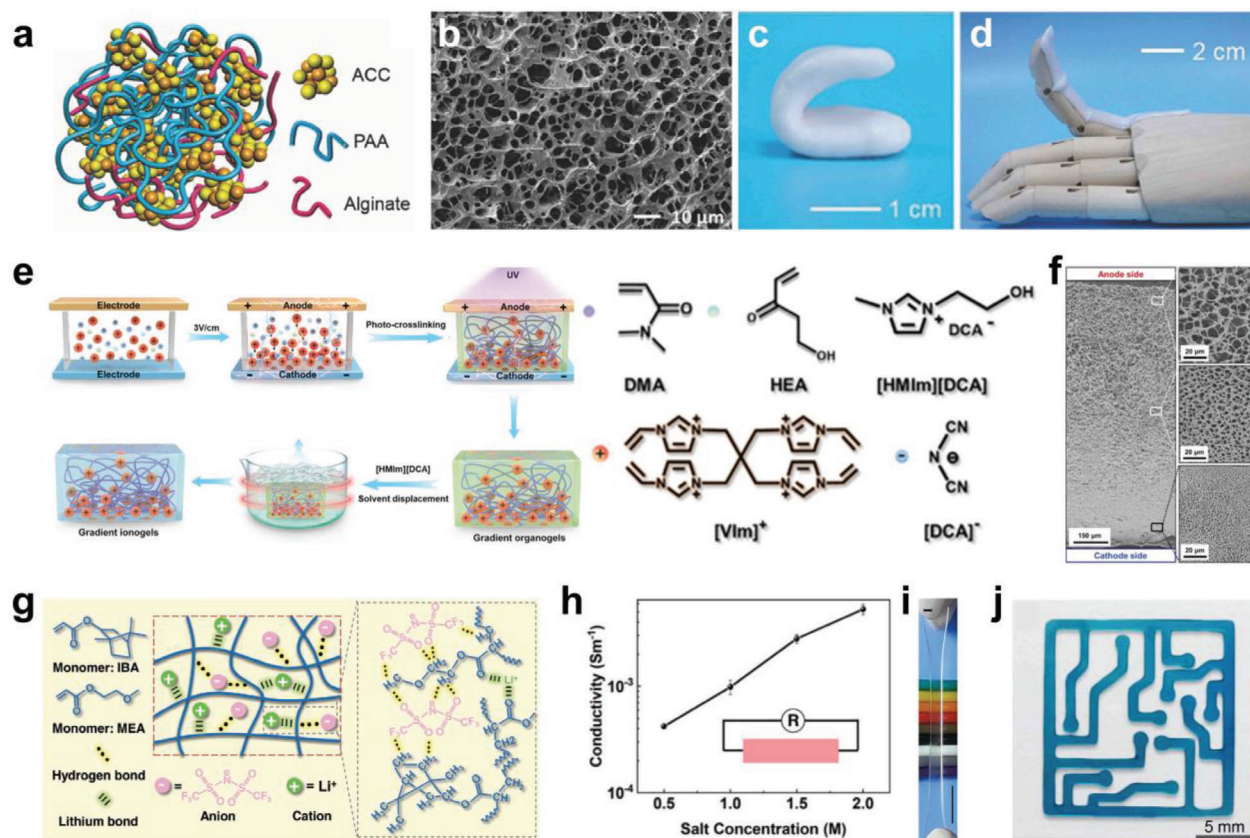 a
ACC
PAA
Alginate
b
10 µm
c
1 cm
d
2 cm
e
Electrode
Electrode
3V/cm
+ Anode +
- Cathode -
Photo-crosslinking
UV
+ Anode +
- Cathode -
DMA
HEA
OH
[HMIm][DCA]
DCA⁻
OH
Gradient ionogels
[HMIm][DCA]
Solvent displacement
Gradient organogels
[VIm]⁺
CN
N
CN
[DCA]⁻
f
Anode side
150 µm
Cathode side
20 µm
20 µm
20 µm
g
Monomer: IBA
Monomer: MEA
Hydrogen bond
Lithium bond
Anion
= Li⁺
Cation
h
Conductivity (Sm⁻¹)
10⁻³
10⁻⁴
R
0.5 1.0 1.5 2.0
Salt Concentration (M)
i
j
5 mm